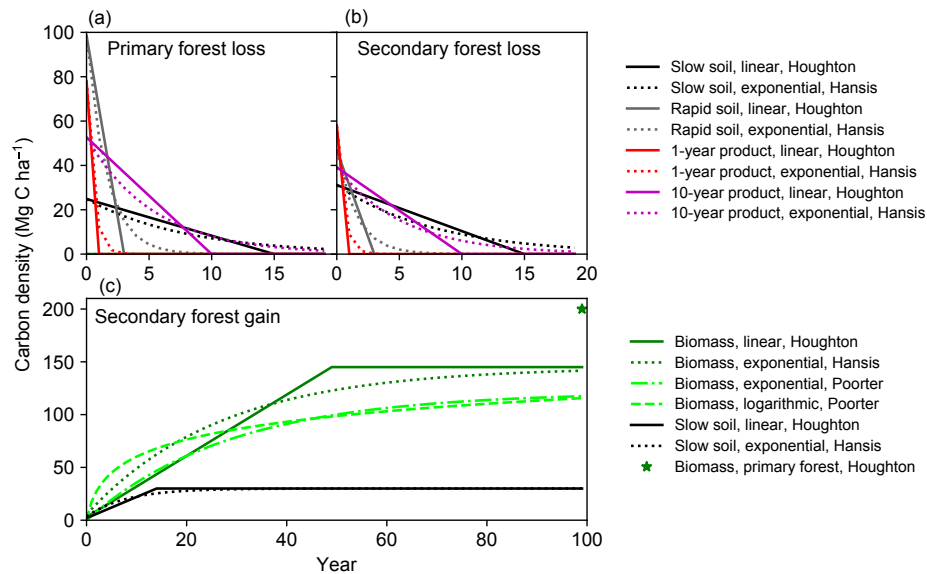 (a)
(b)
Primary forest loss
Secondary forest loss
100
80
60
40
20
0
0
5
10
15
0
5
10
15
20
Slow soil, linear, Houghton
Slow soil, exponential, Hansis
Rapid soil, linear, Houghton
Rapid soil, exponential, Hansis
1-year product, linear, Houghton
1-year product, exponential, Hansis
10-year product, linear, Houghton
10-year product, exponential, Hansis
Carbon density (Mg C ha⁻¹)
(c)
Secondary forest gain
200
150
100
50
0
0
20
40
60
80
100
Year
Biomass, linear, Houghton
Biomass, exponential, Hansis
Biomass, exponential, Poorter
Biomass, logarithmic, Poorter
Slow soil, linear, Houghton
Slow soil, exponential, Hansis
Biomass, primary forest, Houghton